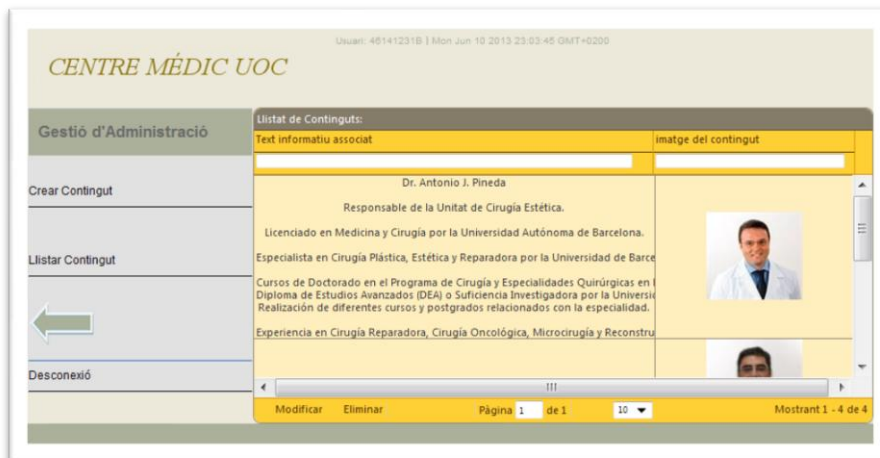 Usuari: 46141231B | Mon Jun 10 2013 23:03:45 GMT+0200
CENTRE MÉDIC UOC
Gestió d'Administració
Crear Contingut
Llistar Contingut
Desconexió
Llistat de Continguts:
Text informatiu associat
imatge del contingut
Dr. Antonio J. Pineda
Responsable de la Unitat de Cirugía Estética.
Licenciado en Medicina y Cirugía por la Universidad Autónoma de Barcelona.
Especialista en Cirugía Plástica, Estética y Reparadora por la Universidad de Barce
Cursos de Doctorado en el Programa de Cirugía y Especialidades Quirúrgicas en
Diploma de Estudios Avanzados (DEA) o Suficiencia Investigadora por la Universi
Realización de diferentes cursos y postgrados relacionados con la especialidad.
Experiencia en Cirugía Reparadora, Cirugía Oncológica, Microcirugía y Reconstru
Modificar Eliminar Pàgina 1 de 1 10 Mostrant 1 - 4 de 4